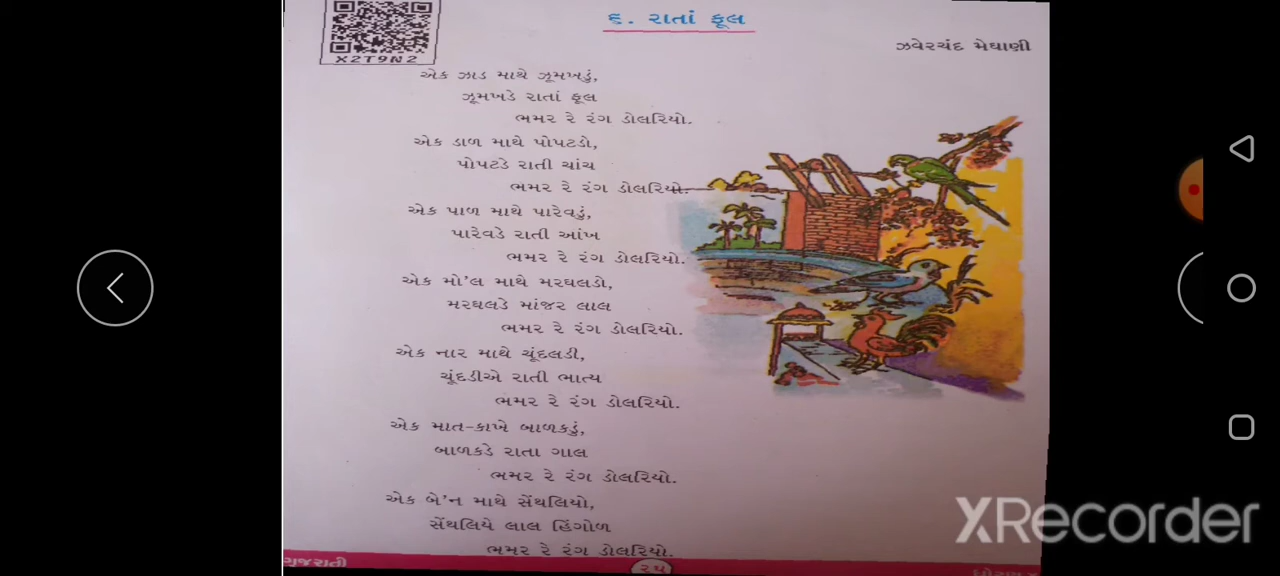 X2T9N2
૬. રાતાં ફૂલ
ઝવેરચંદ મેઘાણી
એક ઝાડ માથે ઝૂમખડું,
ઝૂમખડે રાતાં ફૂલ
ભમર રે રંગ ડોલરિયો.
એક ડાળ માથે પોપટડો,
પોપટડે રાતી ચાંચ
ભમર રે રંગ ડોલરિયો.
એક પાળ માથે પારેવડું,
પારેવડે રાતી આંખ
ભમર રે રંગ ડોલરિયો.
એક મો'લ માથે મરઘલડો,
મરઘલડે માંજર લાલ
ભમર રે રંગ ડોલરિયો.
એક નાર માથે ચૂંદલડી,
ચૂંદડીએ રાતી ભાત્ય
ભમર રે રંગ ડોલરિયો.
એક માત-કાખે બાળકડું,
બાળકડે રાતા ગાલ
ભમર રે રંગ ડોલરિયો.
એક બે'ન માથે સેંથલિયો,
સેંથલિયે લાલ હિંગોળ
ભમર રે રંગ ડોલરિયો.
ગુજરાતી
૨૫
XRecorder